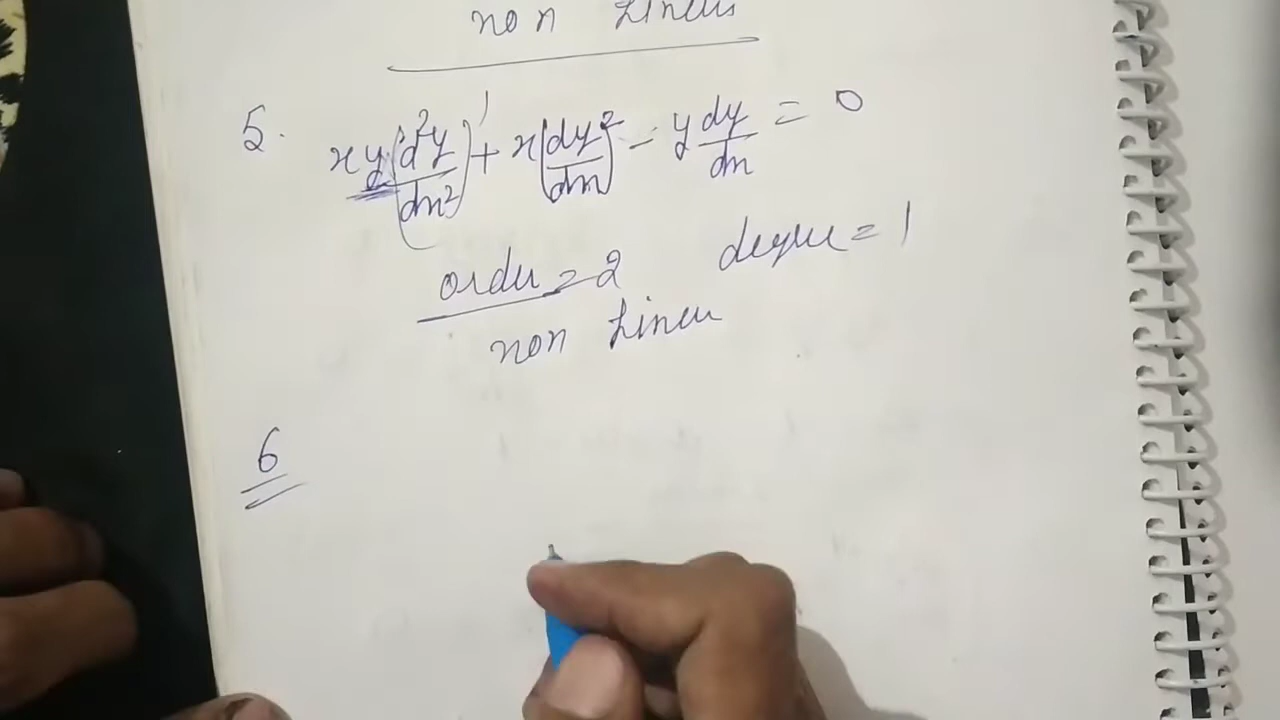 non Linear
5. xy(d²y/dx²)¹ + x(dy/dx)² - y dy/dx = 0
order = 2 degree = 1
non Linear
6